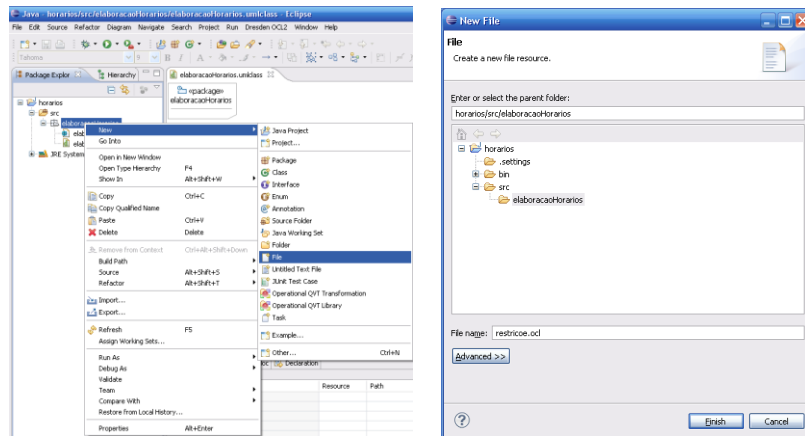 Java - horarios/src/elaboracaoHorarios/elaboracaoHorarios.umlclass - Eclipse
File Edit Source Refactor Diagram Navigate Search Project Run Dresden OCL2 Window Help
Tahoma 9
Package Explor Hierarchy elaboracaoHorarios.umlclass
«package»
elaboracaoHorarios
horarios
src
elaboracaoHorarios
elab
elab
JRE System
New
Go Into
Open in New Window
Open Type Hierarchy F4
Show In Alt+Shift+W
Copy Ctrl+C
Copy Qualified Name
Paste Ctrl+V
Delete Delete
Remove from Context Ctrl+Alt+Shift+Down
Build Path
Source Alt+Shift+S
Refactor Alt+Shift+T
Import...
Export...
Refresh F5
Assign Working Sets...
Run As
Debug As
Validate
Team
Compare With
Restore from Local History...
Properties Alt+Enter
Java Project
Project...
Package
Class
Interface
Enum
Annotation
Source Folder
Java Working Set
Folder
File
Untitled Text File
JUnit Test Case
Operational QVT Transformation
Operational QVT Library
Task
Example...
Other... Ctrl+N
oc Declaration
Resource Path
New File
File
Create a new file resource.
Enter or select the parent folder:
horarios/src/elaboracaoHorarios
horarios
.settings
bin
src
elaboracaoHorarios
File name: restricoe.ocl
Advanced >>
Finish Cancel